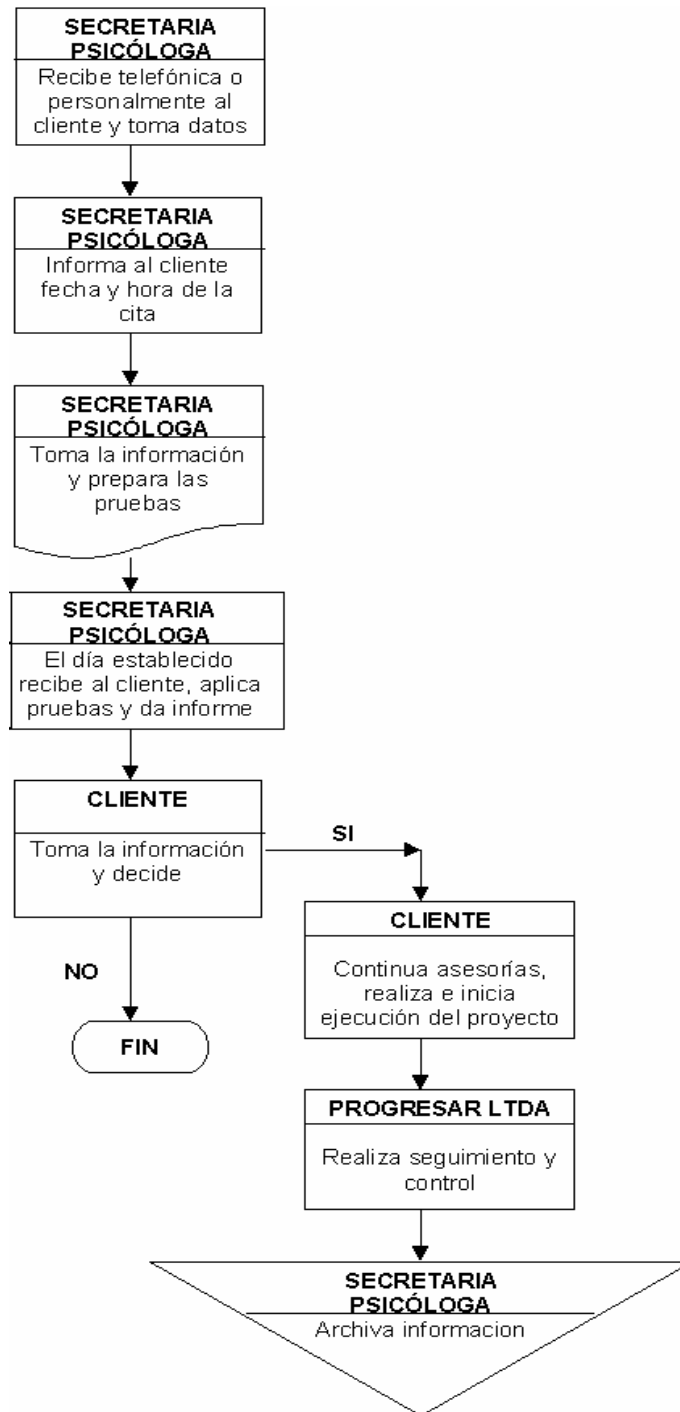 SECRETARIA
PSICÓLOGA
Recibe telefónica o
personalmente al
cliente y toma datos
SECRETARIA
PSICÓLOGA
Informa al cliente
fecha y hora de la
cita
SECRETARIA
PSICÓLOGA
Toma la información
y prepara las
pruebas
SECRETARIA
PSICÓLOGA
El día establecido
recibe al cliente, aplica
pruebas y da informe
CLIENTE
Toma la información
y decide
SI
NO
FIN
CLIENTE
Continua asesorías,
realiza e inicia
ejecución del proyecto
PROGRESAR LTDA
Realiza seguimiento y
control
SECRETARIA
PSICÓLOGA
Archiva informacion